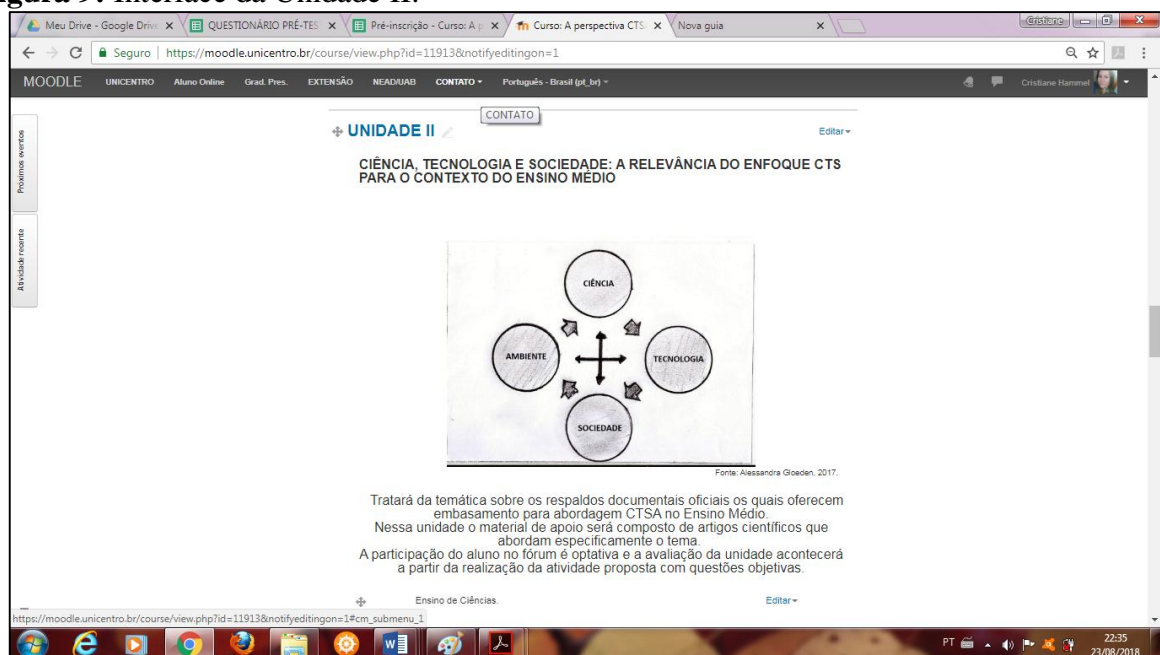 Figura 9: Interface da Unidade II.
Meu Drive - Google Driv
QUESTIONÁRIO PRÉ-TES
Pré-inscrição - Curso: A p
Curso: A perspectiva CTS
Nova guia
Cristiane
Seguro | https://moodle.unicentro.br/course/view.php?id=11913&notifyeditingon=1
MOODLE UNICENTRO Aluno Online Grad. Pres. EXTENSÃO NEAD/UAB CONTATO Português - Brasil (pt_br) Cristiane Hammel
CONTATO
Próximos eventos
Atividade recente
UNIDADE II
Editar
CIÊNCIA, TECNOLOGIA E SOCIEDADE: A RELEVÂNCIA DO ENFOQUE CTS
PARA O CONTEXTO DO ENSINO MÉDIO
CIÊNCIA
AMBIENTE
TECNOLOGIA
SOCIEDADE
Fonte: Alessandra Gloeden, 2017.
Tratará da temática sobre os respaldos documentais oficiais os quais oferecem
embasamento para abordagem CTSA no Ensino Médio.
Nessa unidade o material de apoio será composto de artigos científicos que
abordam especificamente o tema.
A participação do aluno no fórum é optativa e a avaliação da unidade acontecerá
a partir da realização da atividade proposta com questões objetivas.
Ensino de Ciências.
Editar
https://moodle.unicentro.br/course/view.php?id=11913&notifyeditingon=1#cm_submenu_1
PT
22:35
23/08/2018